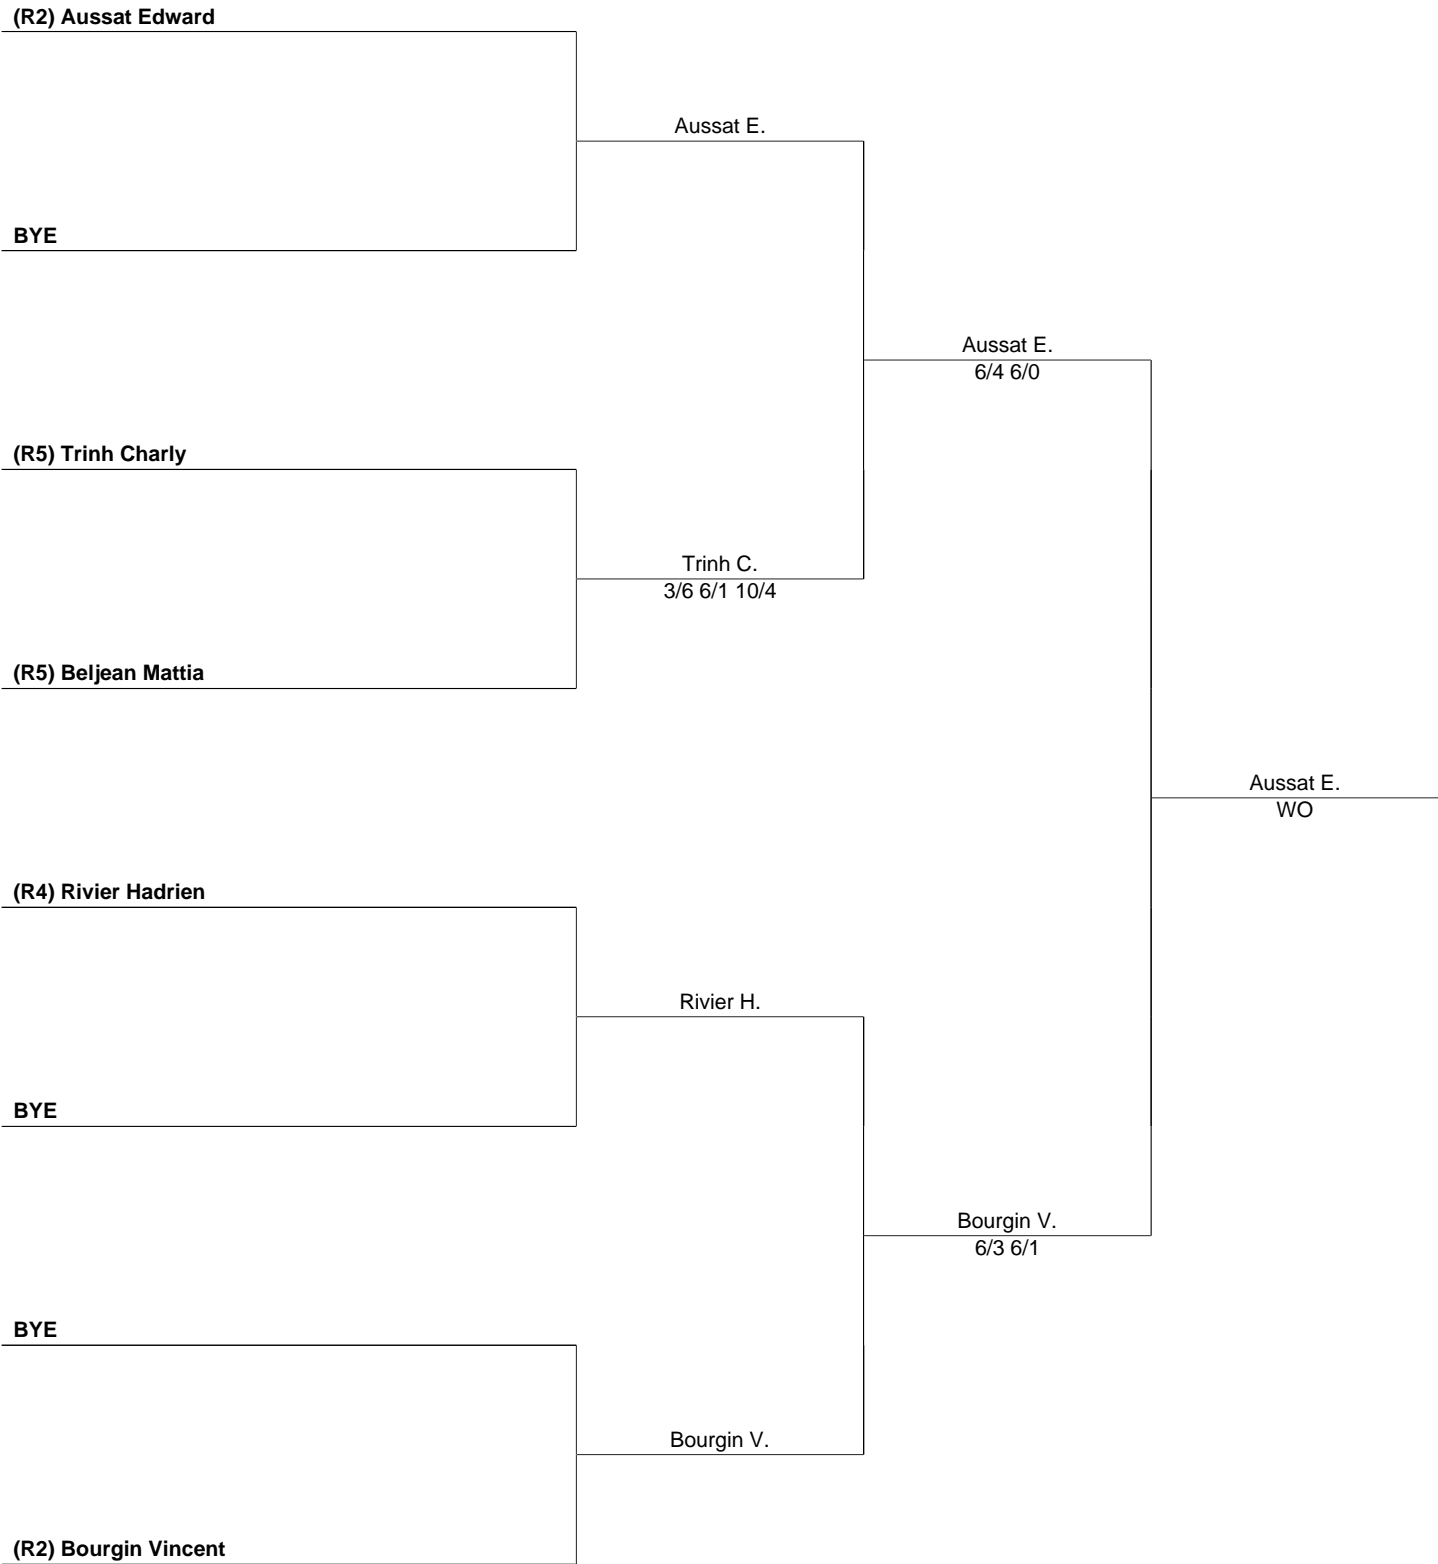 (R2) Aussat Edward
Aussat E.
BYE
Aussat E.
6/4 6/0
(R5) Trinh Charly
Trinh C.
3/6 6/1 10/4
(R5) Beljean Mattia
Aussat E.
WO
(R4) Rivier Hadrien
Rivier H.
BYE
Bourgin V.
6/3 6/1
BYE
Bourgin V.
(R2) Bourgin Vincent